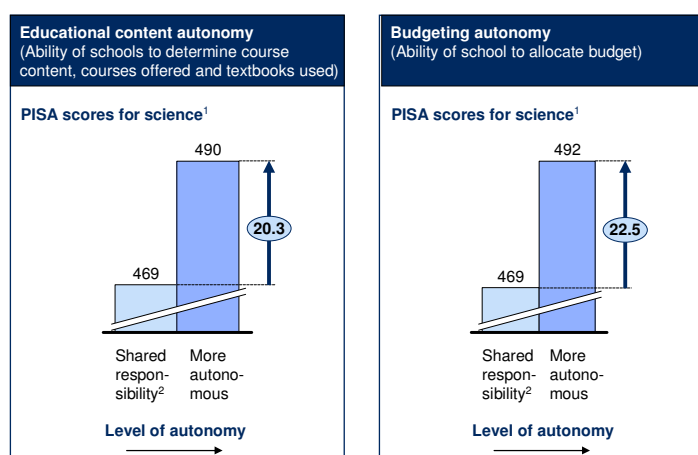 Educational content autonomy
(Ability of schools to determine course
content, courses offered and textbooks used)
PISA scores for science1
490
469
20.3
Shared
respon-
sibility2
More
autono-
mous
Level of autonomy
Budgeting autonomy
(Ability of school to allocate budget)
PISA scores for science1
492
469
22.5
Shared
respon-
sibility2
More
autono-
mous
Level of autonomy